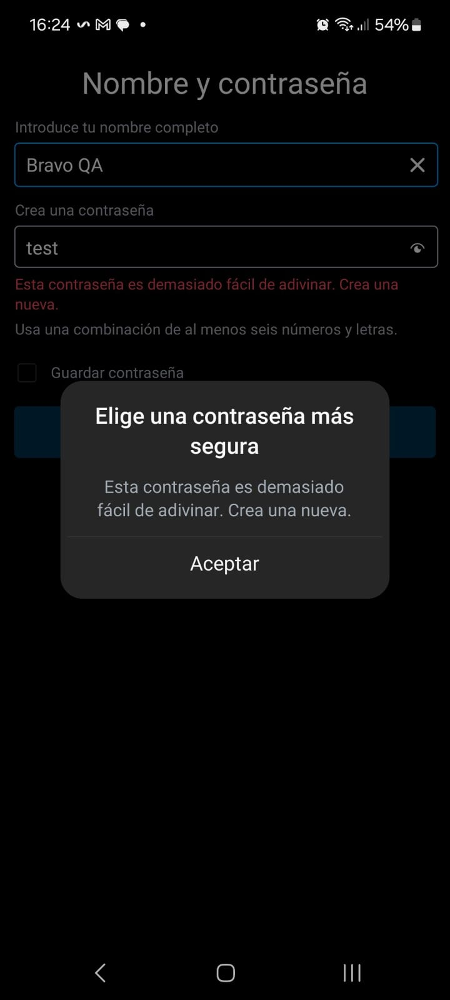 16:24
54%
Nombre y contraseña
Introduce tu nombre completo
Bravo QA
Crea una contraseña
test
Esta contraseña es demasiado fácil de adivinar. Crea una
nueva.
Usa una combinación de al menos seis números y letras.
Guardar contraseña
Elige una contraseña más
segura
Esta contraseña es demasiado
fácil de adivinar. Crea una nueva.
Aceptar